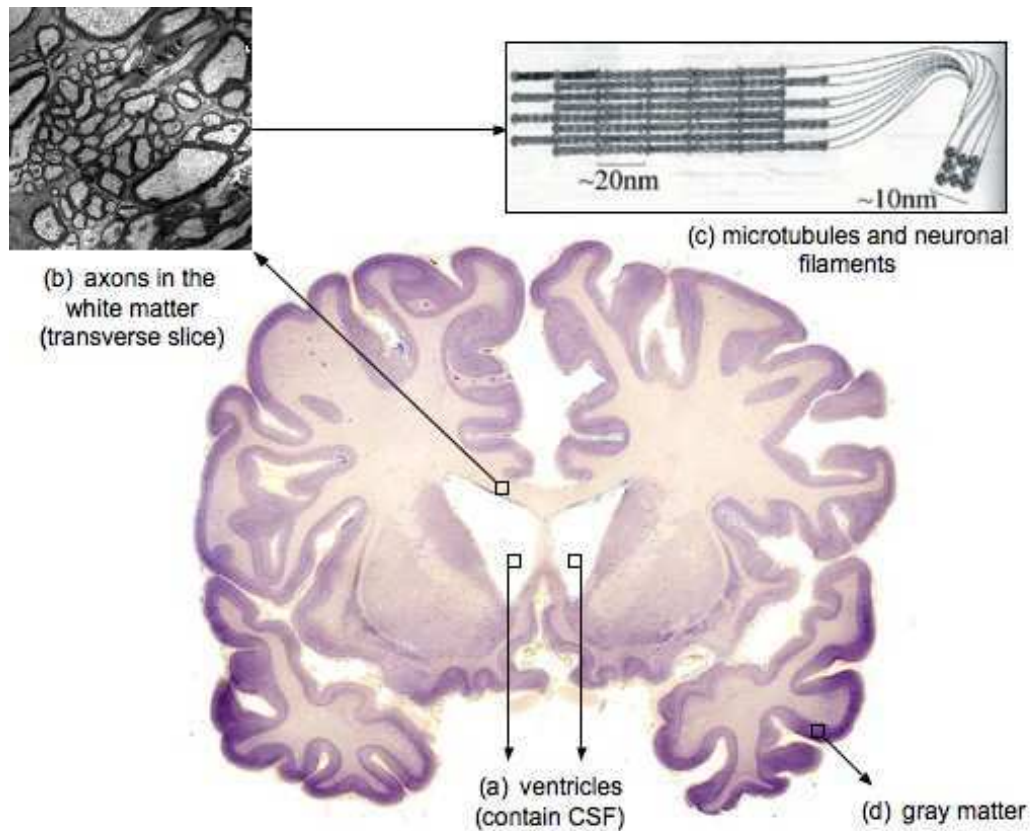 ~20nm
~10nm
(c) microtubules and neuronal
filaments
(b) axons in the
white matter
(transverse slice)
(a) ventricles
(contain CSF)
(d) gray matter